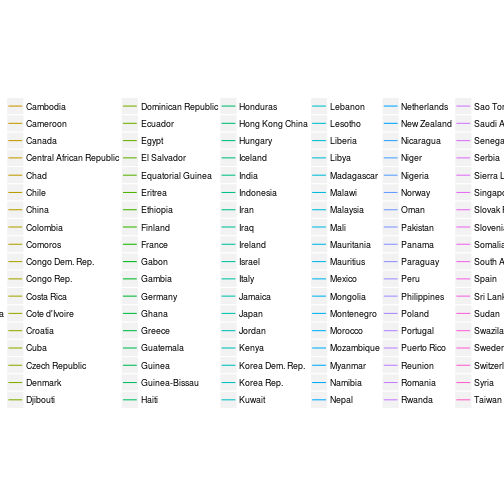 Cambodia
Cameroon
Canada
Central African Republic
Chad
Chile
China
Colombia
Comoros
Congo Dem. Rep.
Congo Rep.
Costa Rica
Cote d'Ivoire
Croatia
Cuba
Czech Republic
Denmark
Djibouti
Dominican Republic
Ecuador
Egypt
El Salvador
Equatorial Guinea
Eritrea
Ethiopia
Finland
France
Gabon
Gambia
Germany
Ghana
Greece
Guatemala
Guinea
Guinea-Bissau
Haiti
Honduras
Hong Kong China
Hungary
Iceland
India
Indonesia
Iran
Iraq
Ireland
Israel
Italy
Jamaica
Japan
Jordan
Kenya
Korea Dem. Rep.
Korea Rep.
Kuwait
Lebanon
Lesotho
Liberia
Libya
Madagascar
Malawi
Malaysia
Mali
Mauritania
Mauritius
Mexico
Mongolia
Montenegro
Morocco
Mozambique
Myanmar
Namibia
Nepal
Netherlands
New Zealand
Nicaragua
Niger
Nigeria
Norway
Oman
Pakistan
Panama
Paraguay
Peru
Philippines
Poland
Portugal
Puerto Rico
Reunion
Romania
Rwanda
Sao Tor
Saudi A
Senega
Serbia
Sierra L
Singapo
Slovak
Slovenia
Somalia
South A
Spain
Sri Lank
Sudan
Swazila
Sweden
Switzerl
Syria
Taiwan